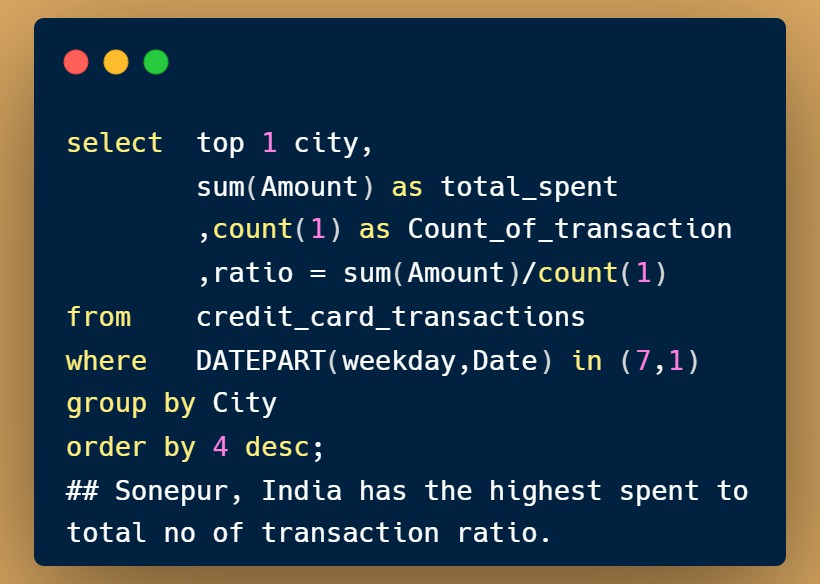 select  top 1 city,
        sum(Amount) as total_spent
        ,count(1) as Count_of_transaction
        ,ratio = sum(Amount)/count(1)
from    credit_card_transactions
where   DATEPART(weekday,Date) in (7,1)
group by City
order by 4 desc;
## Sonepur, India has the highest spent to
total no of transaction ratio.